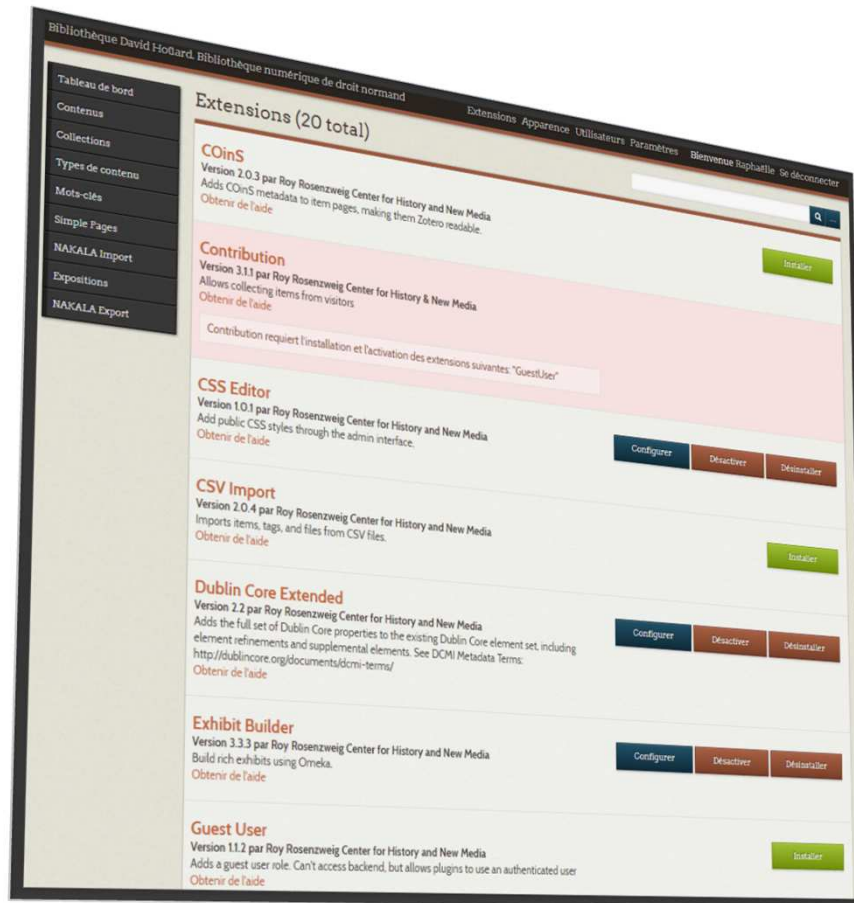 Bibliothèque David Hoüard, Bibliothèque numérique de droit normand
Extensions Apparence Utilisateurs Paramètres Bienvenue Raphaëlle Se déconnecter
Tableau de bord
Contenus
Collections
Types de contenu
Mots-clés
Simple Pages
NAKALA Import
Expositions
NAKALA Export
Extensions (20 total)
...
COinS
Version 2.0.3 par Roy Rosenzweig Center for History and New Media
Adds COinS metadata to item pages, making them Zotero readable.
Obtenir de l'aide
Installer
Contribution
Version 3.1.1 par Roy Rosenzweig Center for History & New Media
Allows collecting items from visitors
Obtenir de l'aide
Contribution requiert l'installation et l'activation des extensions suivantes: "GuestUser"
CSS Editor
Version 1.0.1 par Roy Rosenzweig Center for History and New Media
Add public CSS styles through the admin interface.
Obtenir de l'aide
Configurer Désactiver Désinstaller
CSV Import
Version 2.0.4 par Roy Rosenzweig Center for History and New Media
Imports items, tags, and files from CSV files.
Obtenir de l'aide
Installer
Dublin Core Extended
Version 2.2 par Roy Rosenzweig Center for History and New Media
Adds the full set of Dublin Core properties to the existing Dublin Core element set, including
element refinements and supplemental elements. See DCMI Metadata Terms:
http://dublincore.org/documents/dcmi-terms/
Obtenir de l'aide
Configurer Désactiver Désinstaller
Exhibit Builder
Version 3.3.3 par Roy Rosenzweig Center for History and New Media
Build rich exhibits using Omeka.
Obtenir de l'aide
Configurer Désactiver Désinstaller
Guest User
Version 1.1.2 par Roy Rosenzweig Center for History and New Media
Adds a guest user role. Can't access backend, but allows plugins to use an authenticated user
Obtenir de l'aide
Installer